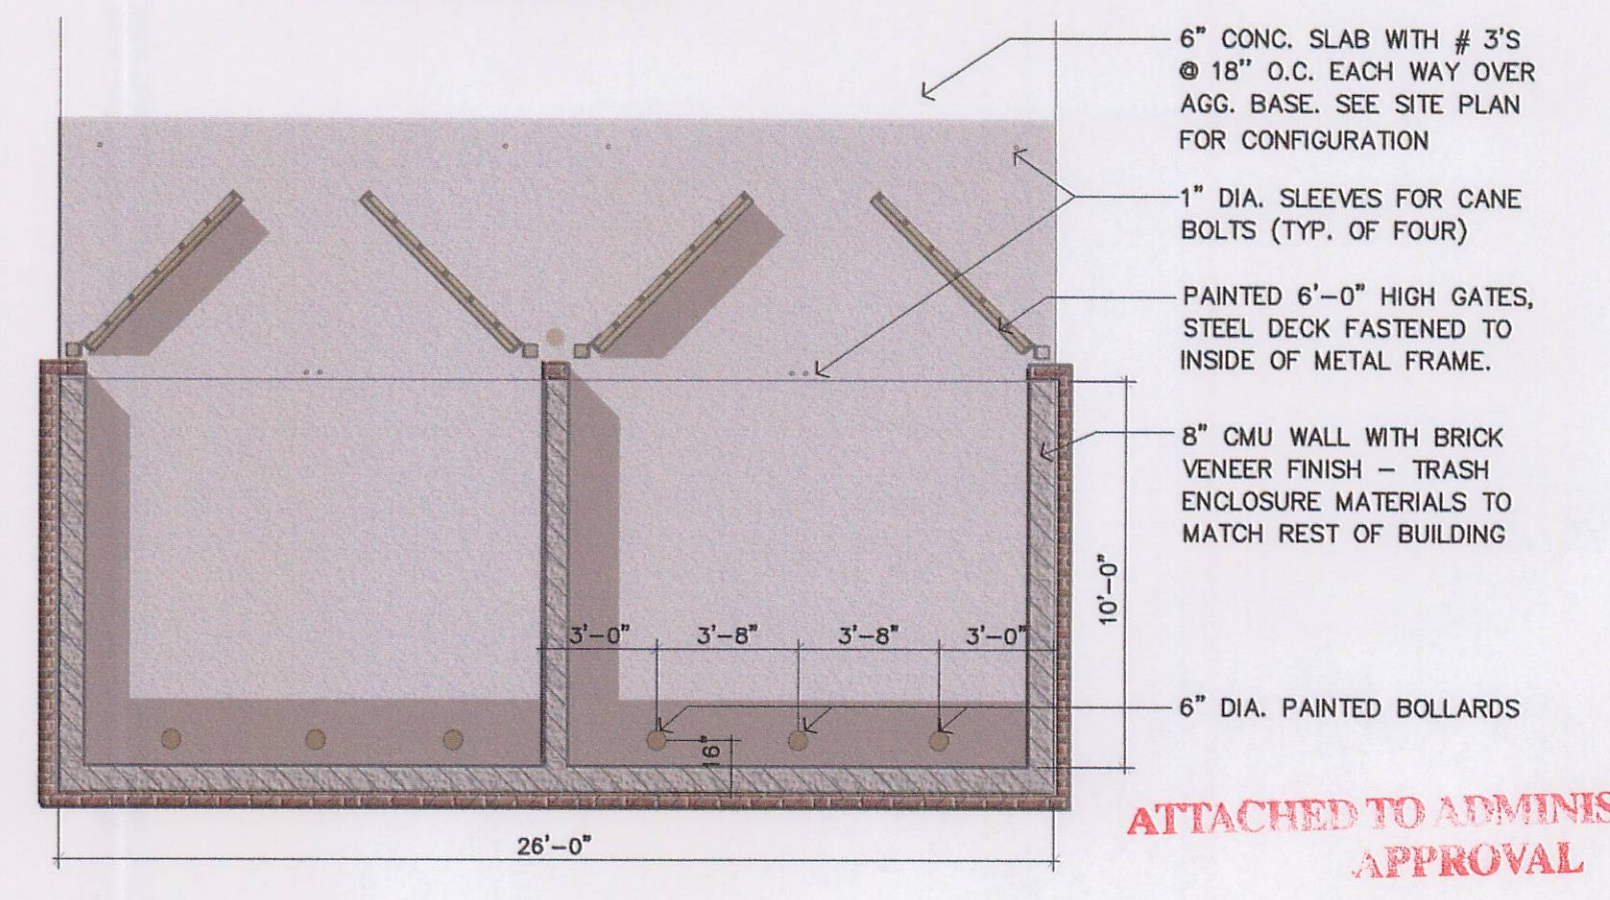 6" CONC. SLAB WITH # 3'S
@ 18" O.C. EACH WAY OVER
AGG. BASE. SEE SITE PLAN
FOR CONFIGURATION
1" DIA. SLEEVES FOR CANE
BOLTS (TYP. OF FOUR)
PAINTED 6'-0" HIGH GATES,
STEEL DECK FASTENED TO
INSIDE OF METAL FRAME.
8" CMU WALL WITH BRICK
VENEER FINISH – TRASH
ENCLOSURE MATERIALS TO
MATCH REST OF BUILDING
10'-0"
3'-0" 3'-8" 3'-8" 3'-0"
6" DIA. PAINTED BOLLARDS
16"
26'-0"
ATTACHED TO ADMINIS
APPROVAL